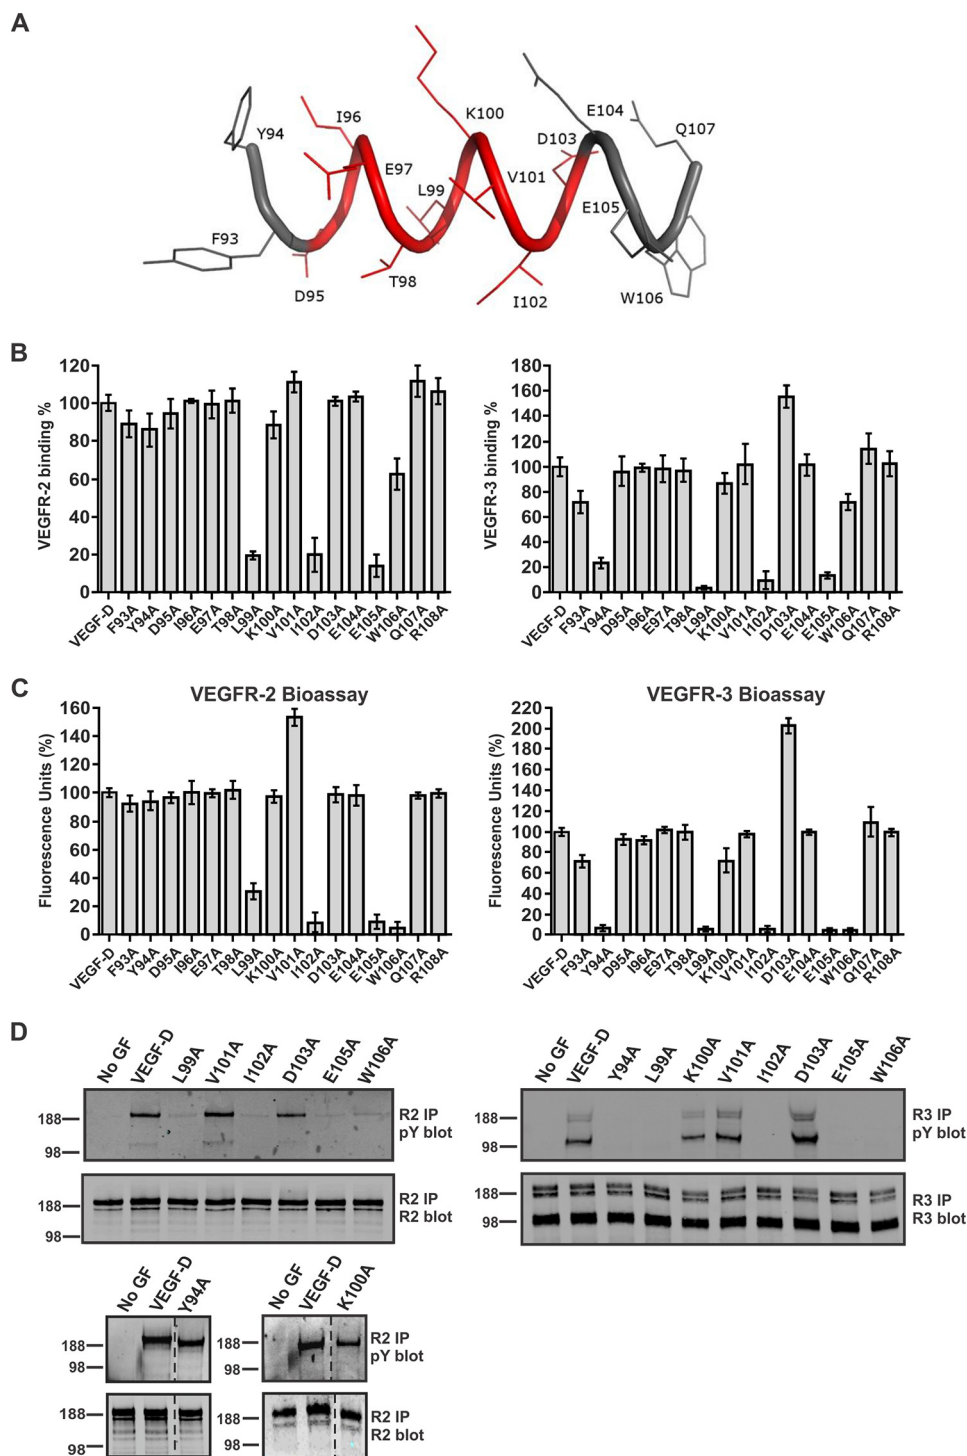 A
Y94
I96
K100
E104
Q107
D103
E97
V101
L99
E105
F93
T98
D95
I102
W106
B
VEGFR-2 binding %
120
100
80
60
40
20
0
VEGF-D F93A Y94A D95A I96A E97A T98A L99A K100A V101A I102A D103A E104A E105A W106A Q107A R108A
VEGFR-3 binding %
180
160
140
120
100
80
60
40
20
0
VEGF-D F93A Y94A D95A I96A E97A T98A L99A K100A V101A I102A D103A E104A E105A W106A Q107A R108A
C
VEGFR-2 Bioassay
Fluorescence Units (%)
160
140
120
100
80
60
40
20
0
VEGF-D F93A Y94A D95A I96A E97A T98A L99A K100A V101A I102A D103A E104A E105A W106A Q107A R108A
VEGFR-3 Bioassay
Fluorescence Units (%)
220
200
180
160
140
120
100
80
60
40
20
0
VEGF-D F93A Y94A D95A I96A E97A T98A L99A K100A V101A I102A D103A E104A E105A W106A Q107A R108A
D
No GF VEGF-D L99A V101A I102A D103A E105A W106A
188
98
R2 IP
pY blot
188
98
R2 IP
R2 blot
No GF VEGF-D Y94A L99A K100A V101A I102A D103A E105A W106A
188
98
R3 IP
pY blot
188
98
R3 IP
R3 blot
No GF VEGF-D Y94A
188
98
188
98
No GF VEGF-D K100A
188
98
R2 IP
pY blot
188
98
R2 IP
R2 blot